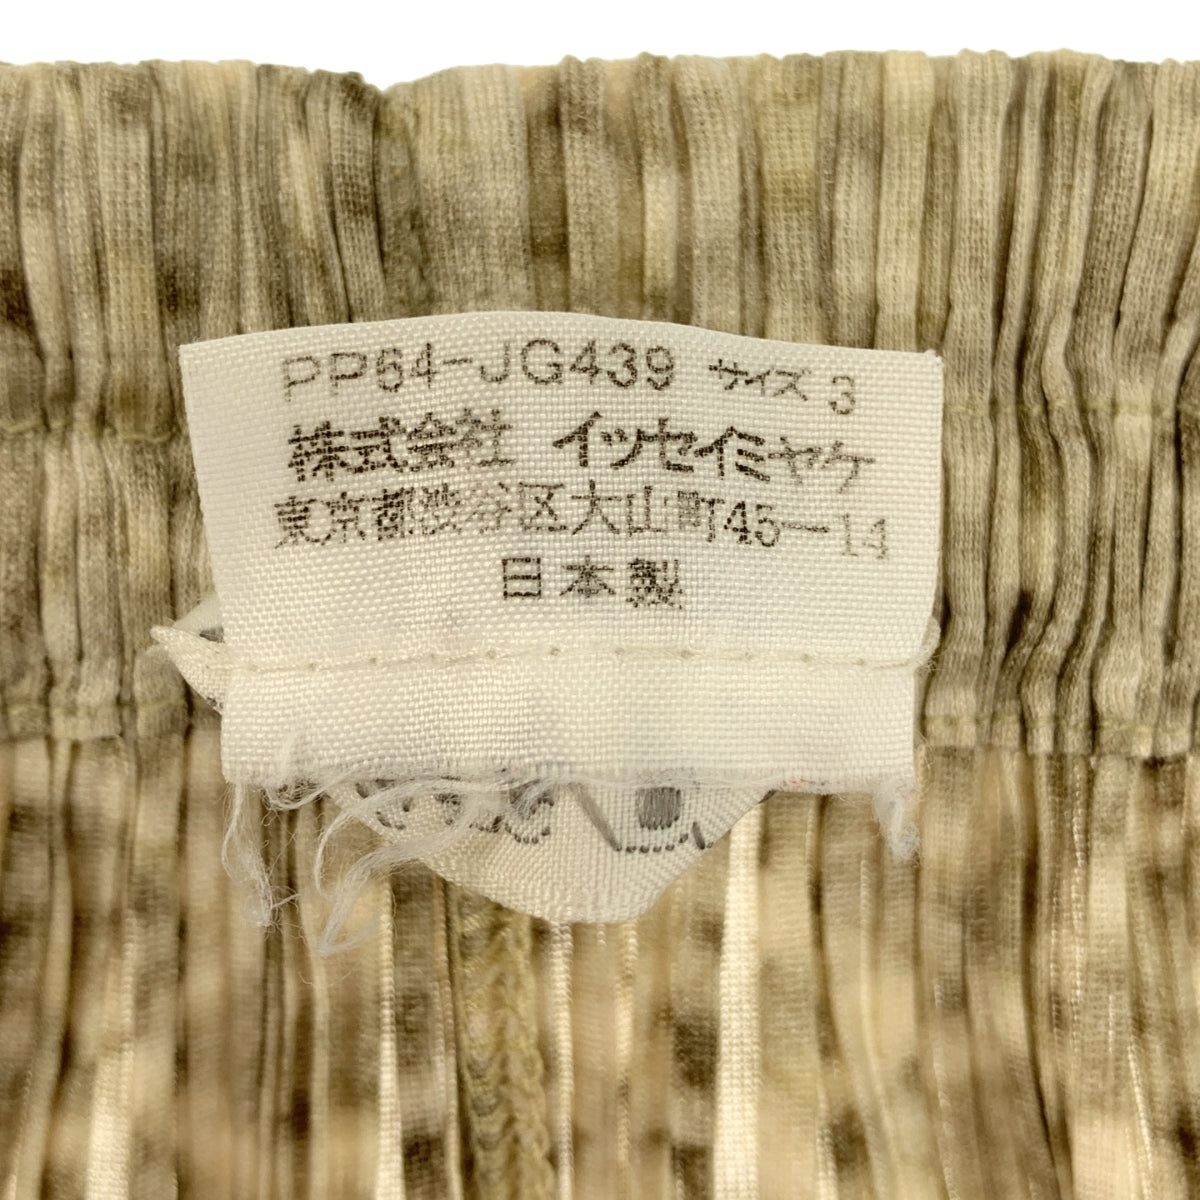 PP64-JG439 サイズ 3
株式会社 イッセイミヤケ
東京都渋谷区大山町45-14
日本製